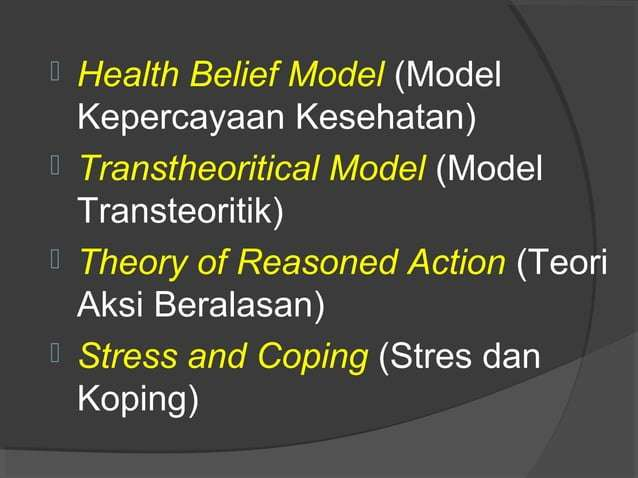 Health Belief Model (Model
Kepercayaan Kesehatan)
Transtheoritical Model (Model
Transteoritik)
Theory of Reasoned Action (Teori
Aksi Beralasan)
Stress and Coping (Stres dan
Koping)